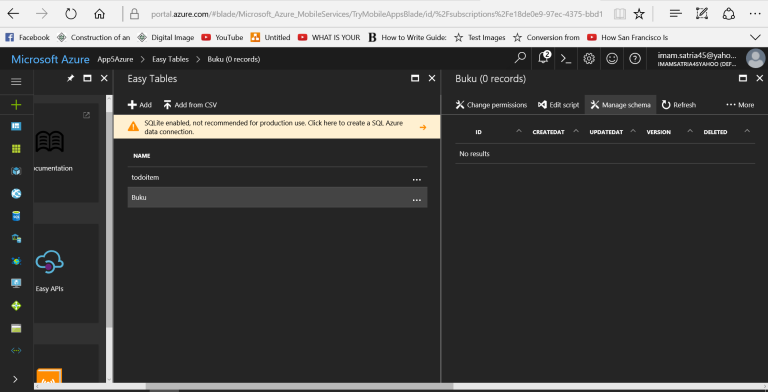 portal.azure.com/#blade/Microsoft_Azure_MobileServices/TryMobileAppsBlade/id/%2Fsubscriptions%2Fe18de0e9-97ec-4375-bbd1
Facebook Construction of an Digital Image YouTube Untitled WHAT IS YOUR B How to Write Guide: Test Images Conversion from How San Francisco Is
Microsoft Azure App5Azure > Easy Tables > Buku (0 records)
2
imam.satria45@yaho...
IMAMSATRIA45YAHOO (DEF...
Easy Tables
Buku (0 records)
Add Add from CSV
Change permissions Edit script Manage schema Refresh ... More
SQLite enabled, not recommended for production use. Click here to create a SQL Azure
data connection.
ID CREATEDAT UPDATEDAT VERSION DELETED
No results
NAME
todoitem ...
Buku ...
ocumentation
Easy APIs